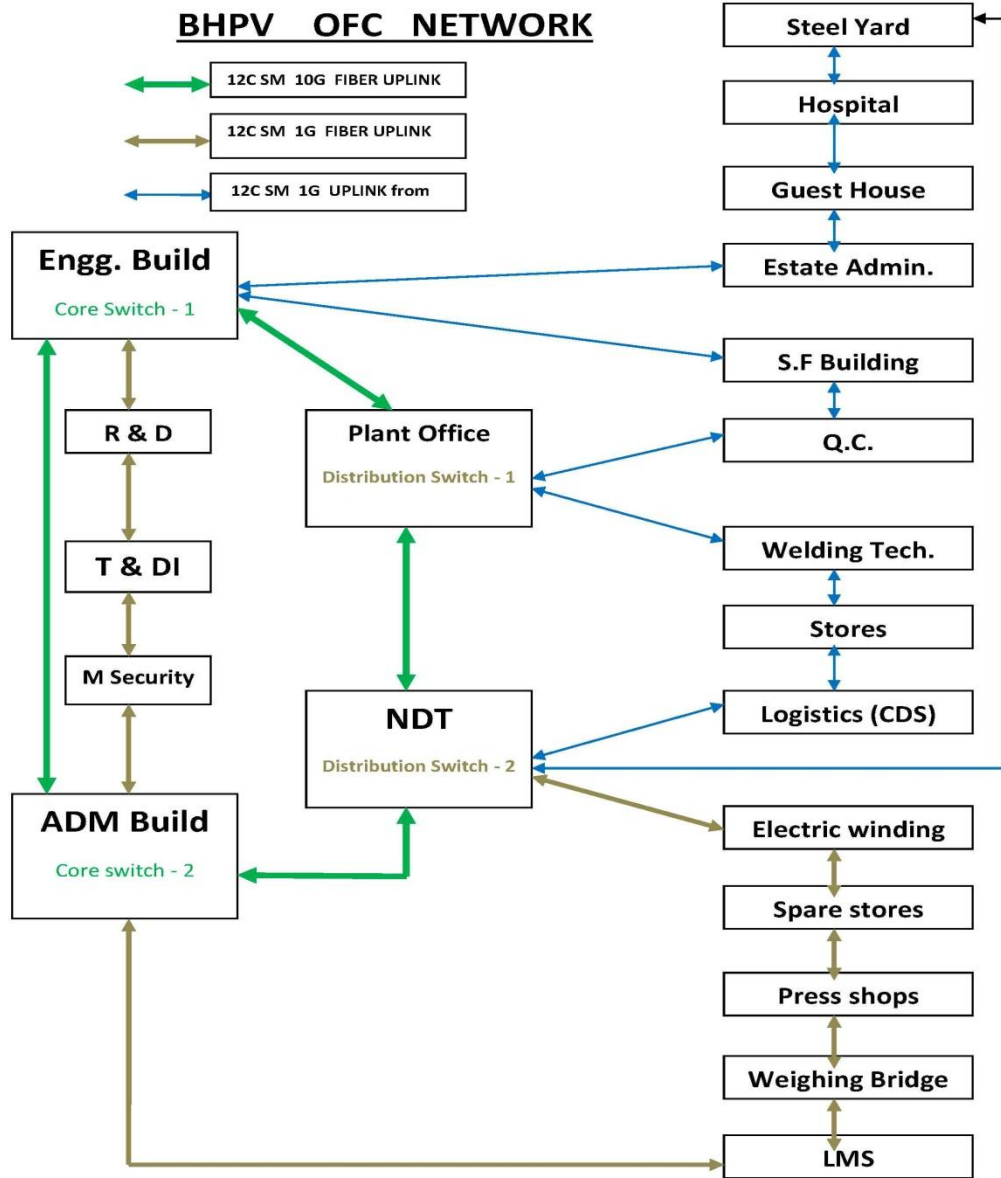 BHPV OFC NETWORK
12C SM 10G FIBER UPLINK
12C SM 1G FIBER UPLINK
12C SM 1G UPLINK from
Steel Yard
Hospital
Guest House
Estate Admin.
Engg. Build
Core Switch - 1
S.F Building
Q.C.
R & D
Plant Office
Distribution Switch - 1
Welding Tech.
T & DI
Stores
M Security
Logistics (CDS)
NDT
Distribution Switch - 2
ADM Build
Core switch - 2
Electric winding
Spare stores
Press shops
Weighing Bridge
LMS